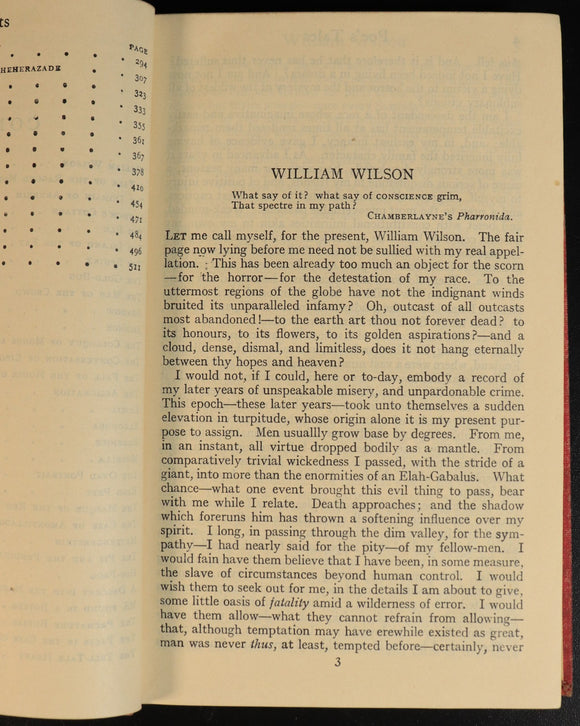 ts
PAGE
294
HEHERAZADE
307
323
333
355
361
367
378
410
454
471
484
496
521
WILLIAM WILSON
What say of it? what say of CONSCIENCE grim,
That spectre in my path?
CHAMBERLAYNE'S Pharronida.
LET me call myself, for the present, William Wilson. The fair
page now lying before me need not be sullied with my real appel-
lation. This has been already too much an object for the scorn
—for the horror—for the detestation of my race. To the
uttermost regions of the globe have not the indignant winds
bruited its unparalleled infamy? Oh, outcast of all outcasts
most abandoned!—to the earth art thou not forever dead? to
its honours, to its flowers, to its golden aspirations?—and a
cloud, dense, dismal, and limitless, does it not hang eternally
between thy hopes and heaven?
I would not, if I could, here or to-day, embody a record of
my later years of unspeakable misery, and unpardonable crime.
This epoch—these later years—took unto themselves a sudden
elevation in turpitude, whose origin alone it is my present pur-
pose to assign. Men usuallly grow base by degrees. From me,
in an instant, all virtue dropped bodily as a mantle. From
comparatively trivial wickedness I passed, with the stride of a
giant, into more than the enormities of an Elah-Gabalus. What
chance—what one event brought this evil thing to pass, bear
with me while I relate. Death approaches; and the shadow
which foreruns him has thrown a softening influence over my
spirit. I long, in passing through the dim valley, for the sym-
pathy—I had nearly said for the pity—of my fellow-men. I
would fain have them believe that I have been, in some measure,
the slave of circumstances beyond human control. I would
wish them to seek out for me, in the details I am about to give,
some little oasis of fatality amid a wilderness of error. I would
have them allow—what they cannot refrain from allowing—
that, although temptation may have erewhile existed as great,
man was never thus, at least, tempted before—certainly, never
3